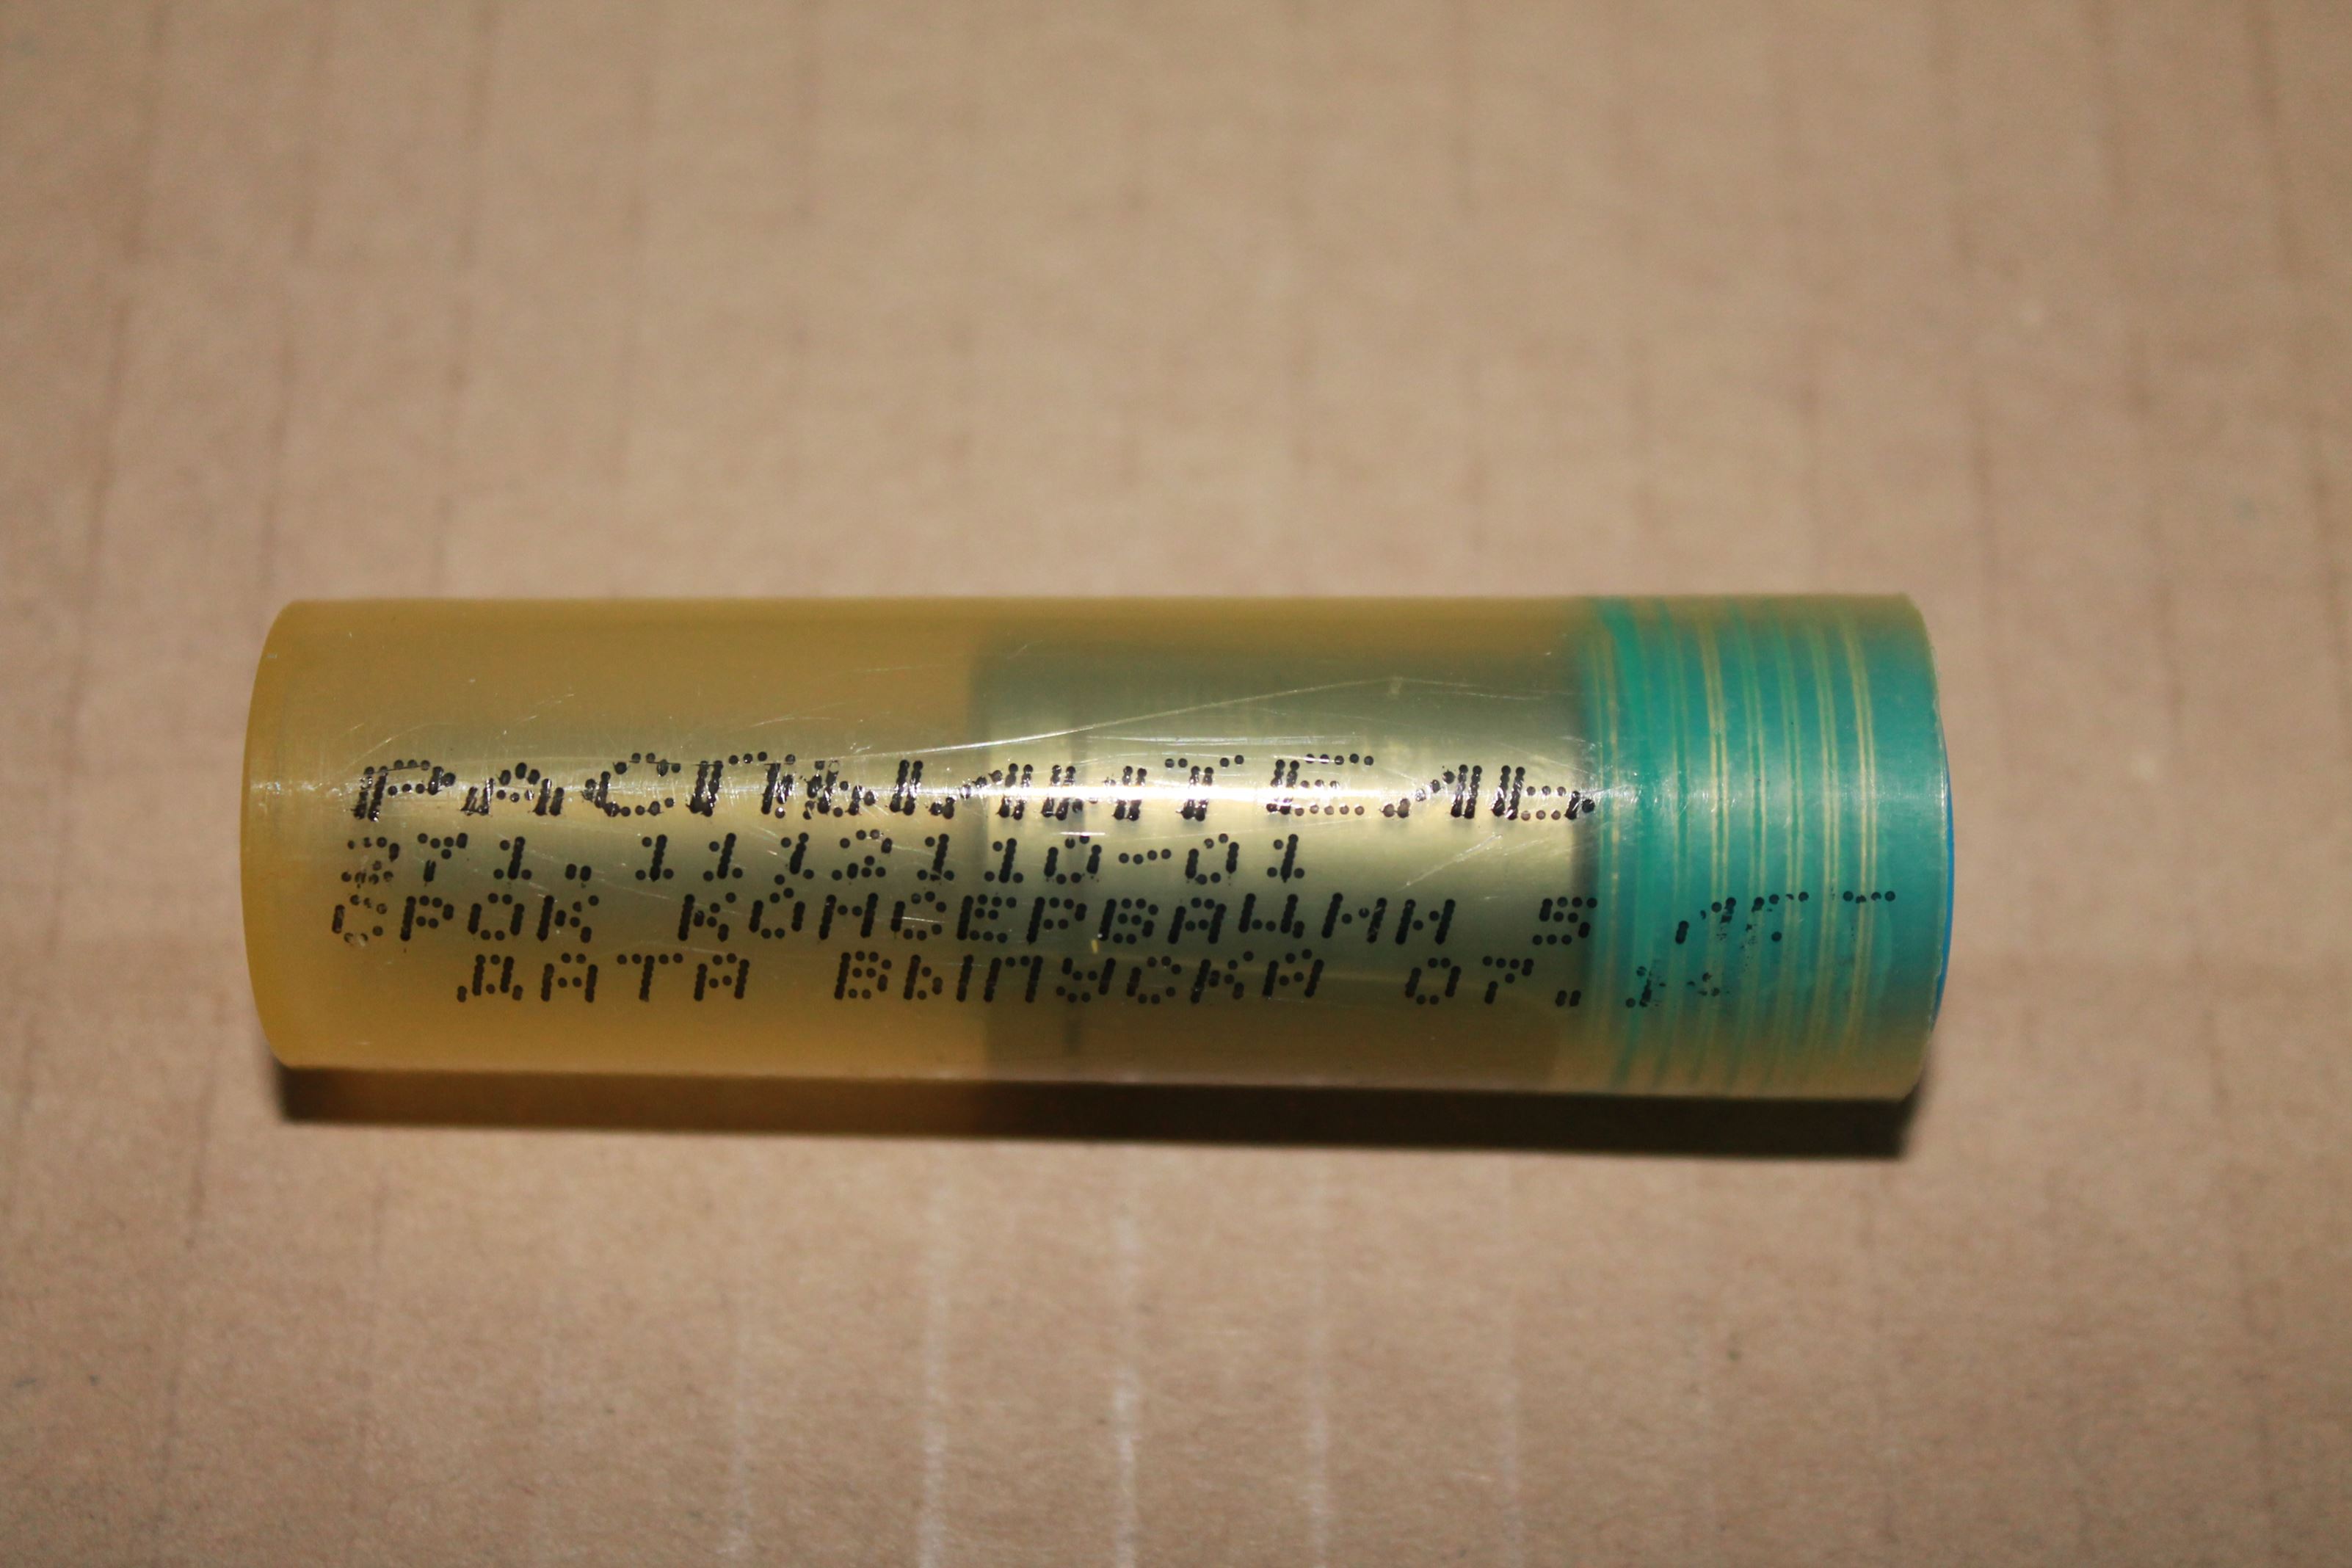 РАСПЫЛИТЕЛЬ
271.1112110-01
СРОК КОНСЕРВАЦИИ 5 ЛЕТ
ДАТА ВЫПУСКА 07.